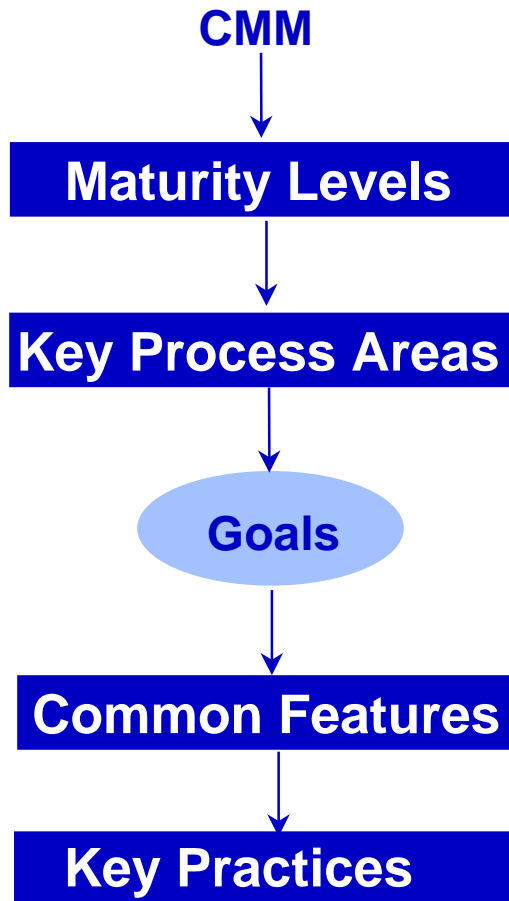 CMM
Maturity Levels
Key Process Areas
Goals
Common Features
Key Practices